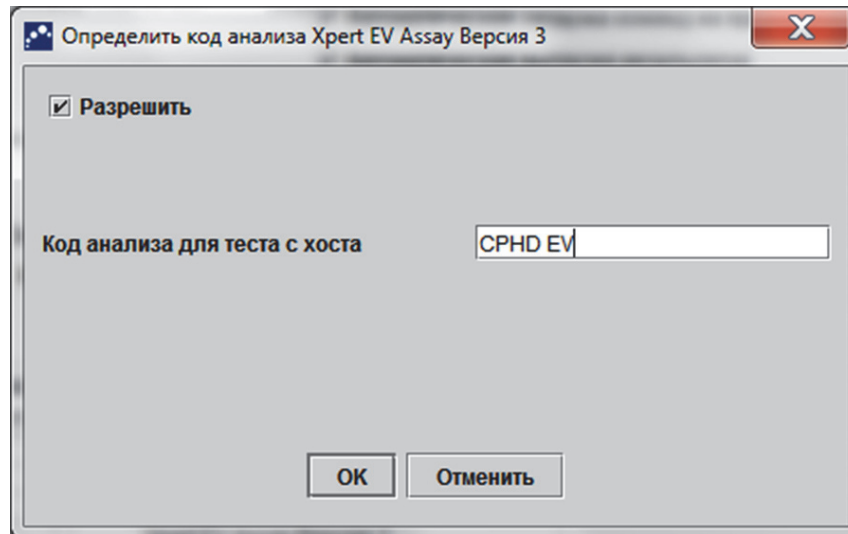 Определить код анализа Xpert EV Assay Версия 3
Разрешить
Код анализа для теста с хоста CPHD EV
OK Отменить